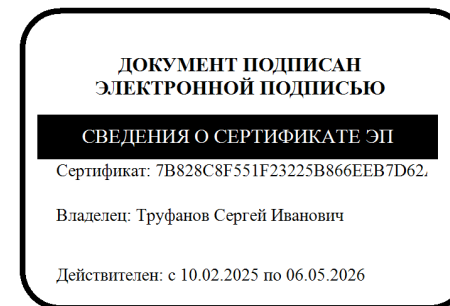 ДОКУМЕНТ ПОДПИСАН
ЭЛЕКТРОННОЙ ПОДПИСЬЮ
СВЕДЕНИЯ О СЕРТИФИКАТЕ ЭП
Сертификат: 7B828C8F551F23225B866EEB7D62
Владелец: Труфанов Сергей Иванович
Действителен: с 10.02.2025 по 06.05.2026